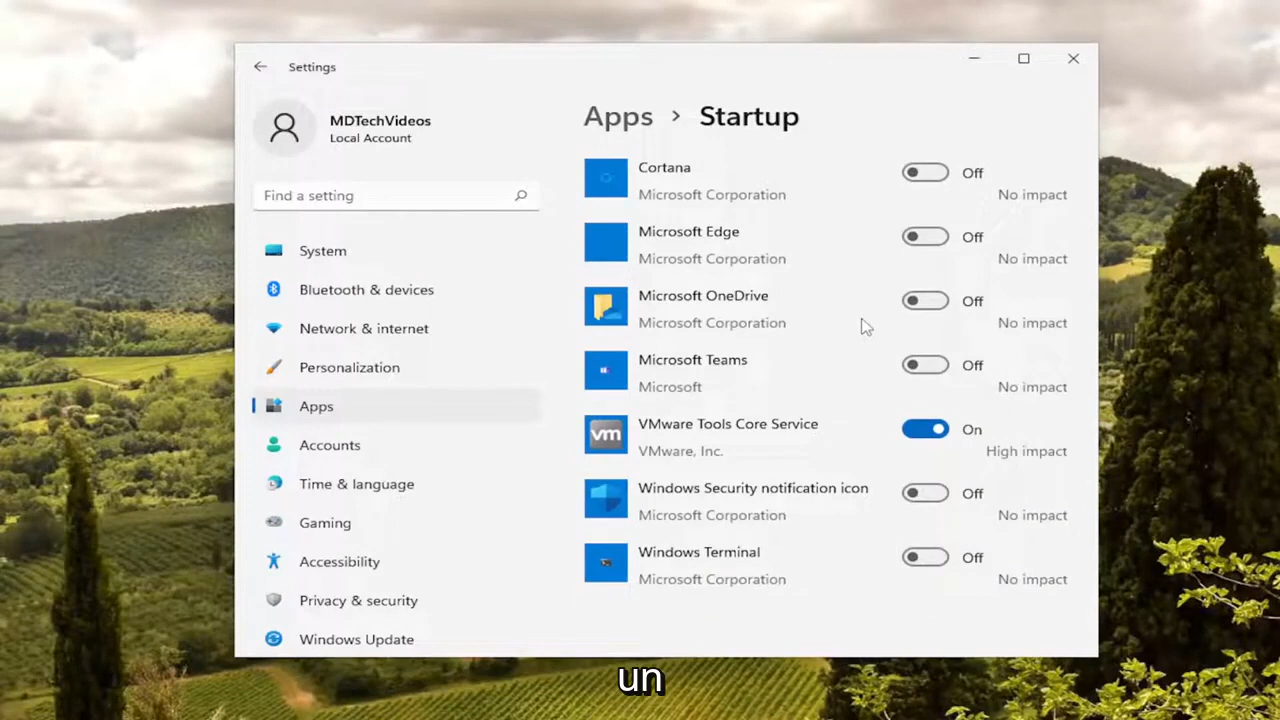 Settings
MDTechVideos
Local Account
Find a setting
System
Bluetooth & devices
Network & internet
Personalization
Apps
Accounts
Time & language
Gaming
Accessibility
Privacy & security
Windows Update
Apps > Startup
Cortana
Microsoft Corporation
Off
No impact
Microsoft Edge
Microsoft Corporation
Off
No impact
Microsoft OneDrive
Microsoft Corporation
Off
No impact
Microsoft Teams
Microsoft
Off
No impact
vm
VMware Tools Core Service
VMware, Inc.
On
High impact
Windows Security notification icon
Microsoft Corporation
Off
No impact
Windows Terminal
Microsoft Corporation
Off
No impact
un